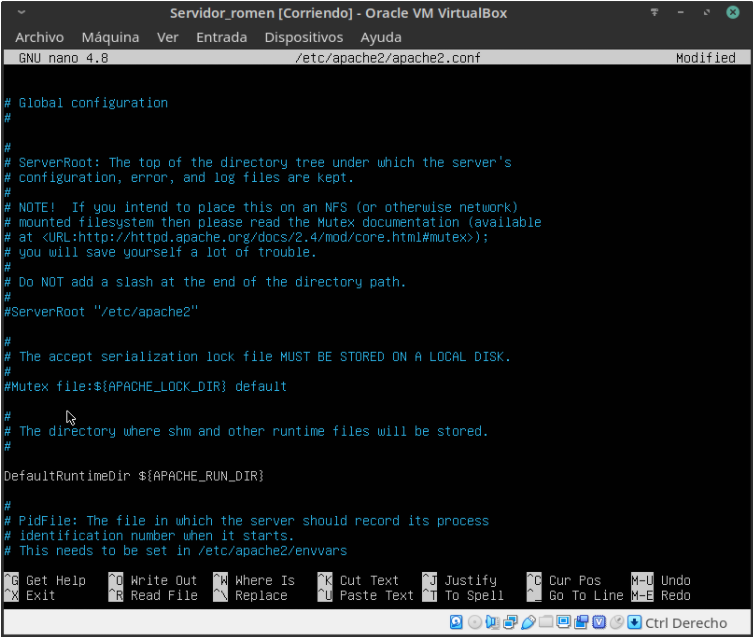 Servidor_romen [Corriendo] - Oracle VM VirtualBox
Archivo Máquina Ver Entrada Dispositivos Ayuda
GNU nano 4.8 /etc/apache2/apache2.conf Modified
# Global configuration
#
#
# ServerRoot: The top of the directory tree under which the server's
# configuration, error, and log files are kept.
#
# NOTE!  If you intend to place this on an NFS (or otherwise network)
# mounted filesystem then please read the Mutex documentation (available
# at <URL:http://httpd.apache.org/docs/2.4/mod/core.html#mutex>);
# you will save yourself a lot of trouble.
#
# Do NOT add a slash at the end of the directory path.
#
#ServerRoot "/etc/apache2"
#
# The accept serialization lock file MUST BE STORED ON A LOCAL DISK.
#
#Mutex file:${APACHE_LOCK_DIR} default
#
# The directory where shm and other runtime files will be stored.
#
DefaultRuntimeDir ${APACHE_RUN_DIR}
#
# PidFile: The file in which the server should record its process
# identification number when it starts.
# This needs to be set in /etc/apache2/envvars
^G Get Help ^O Write Out ^W Where Is ^K Cut Text ^J Justify ^C Cur Pos M-U Undo
^X Exit ^R Read File ^\ Replace ^U Paste Text ^T To Spell ^_ Go To Line M-E Redo
Ctrl Derecho